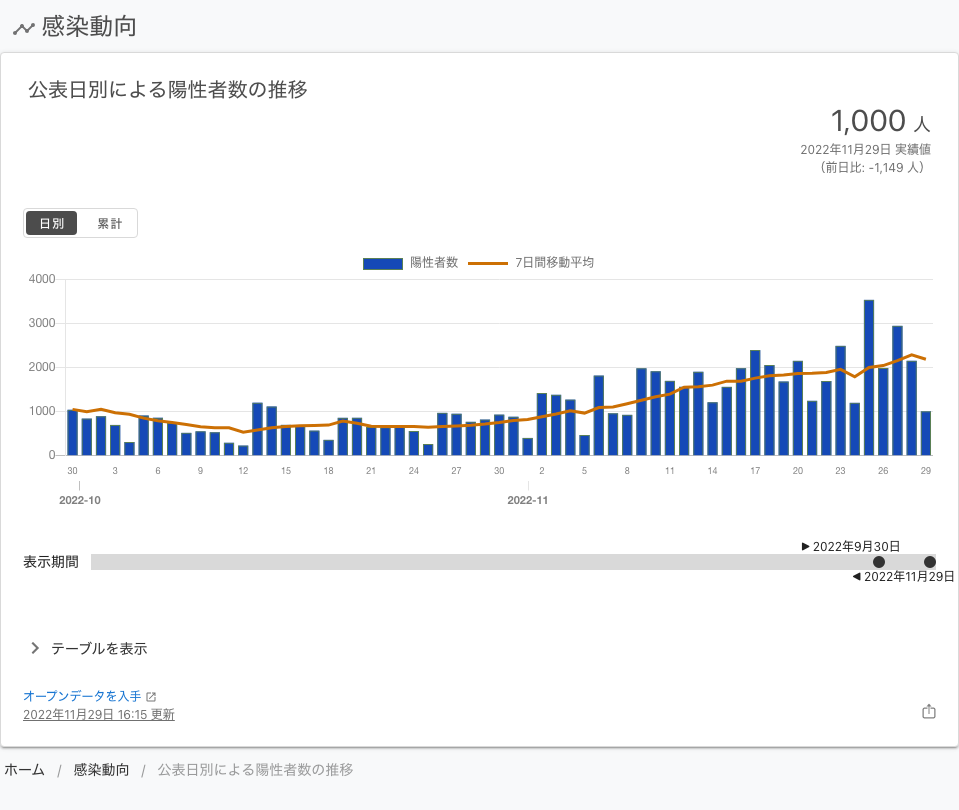 感染動向
公表日別による陽性者数の推移
1,000 人
2022年11月29日 実績値
（前日比: -1,149 人）
日別 累計
陽性者数 7日間移動平均
4000
3000
2000
1000
0
30 3 6 9 12 15 18 21 24 27 30 2 5 8 11 14 17 20 23 26 29
2022-10 2022-11
2022年9月30日
表示期間
2022年11月29日
テーブルを表示
オープンデータを入手
2022年11月29日 16:15 更新
ホーム / 感染動向 / 公表日別による陽性者数の推移